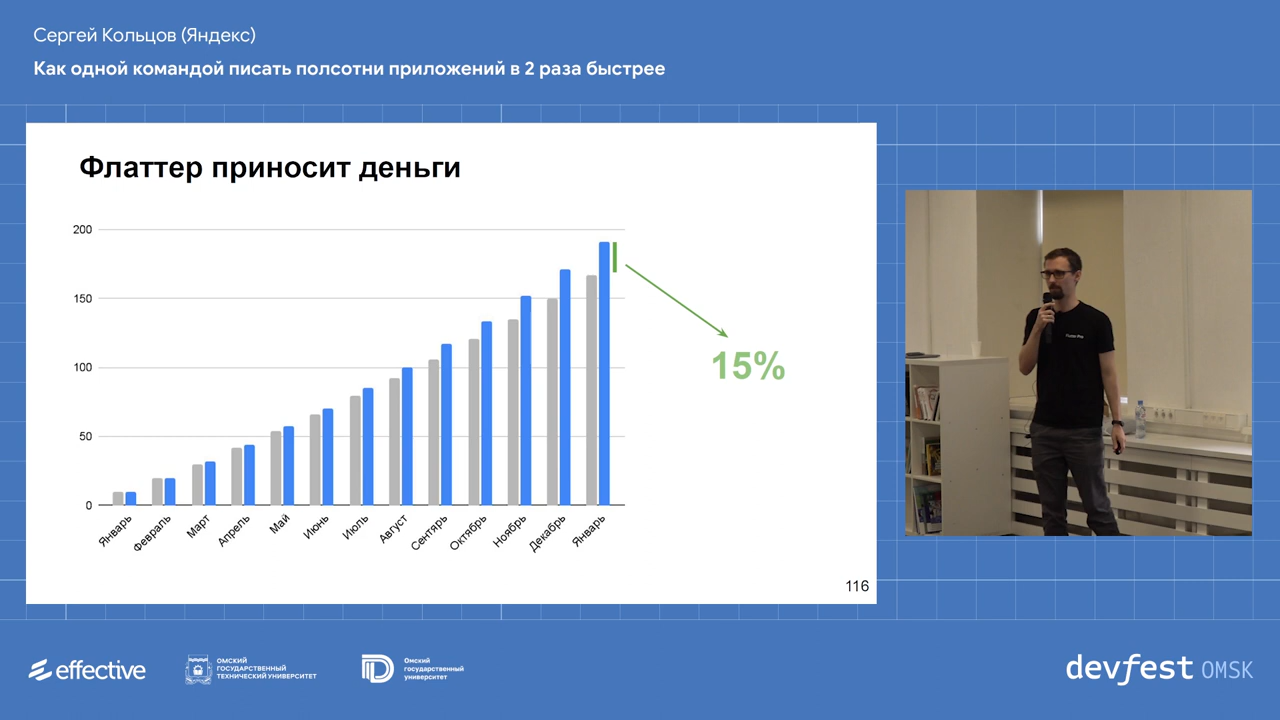 Сергей Кольцов (Яндекс)
Как одной командой писать полсотни приложений в 2 раза быстрее
Флаттер приносит деньги
200
150
100
50
0
15%
Январь
Февраль
Март
Апрель
Май
Июнь
Июль
Август
Сентябрь
Октябрь
Ноябрь
Декабрь
Январь
116
effective
ОМСКИЙ
ГОСУДАРСТВЕННЫЙ
ТЕХНИЧЕСКИЙ УНИВЕРСИТЕТ
Омский
государственный
университет
devfest OMSK